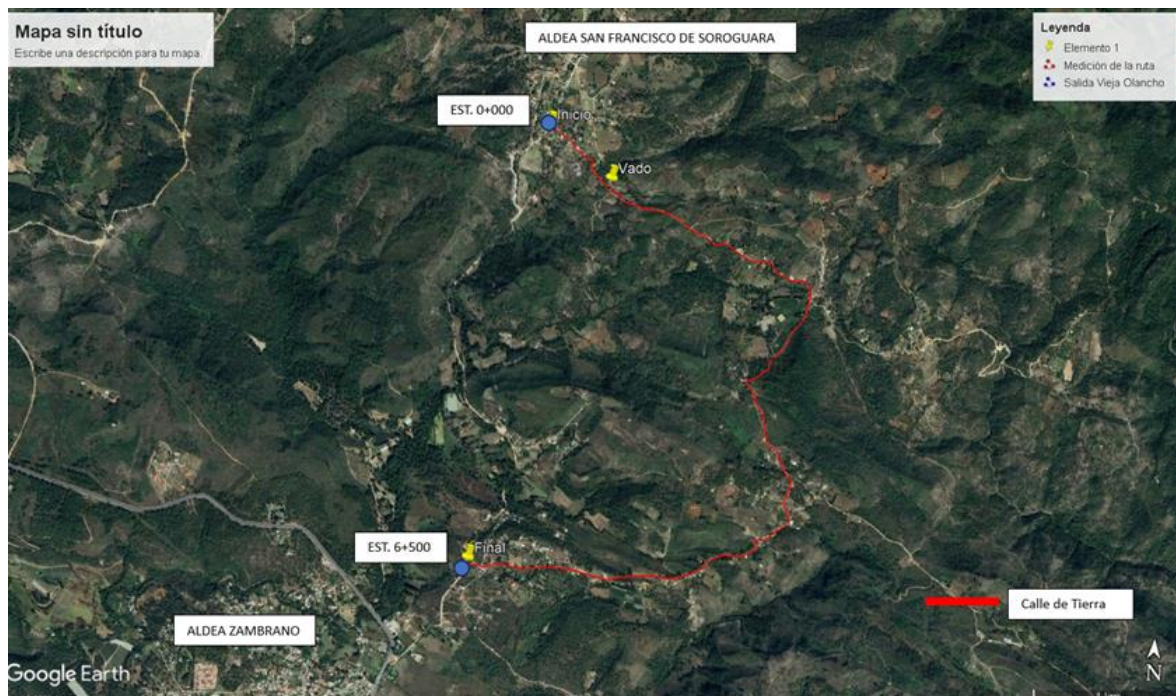 Mapa sin título
Escribe una descripción para tu mapa.
ALDEA SAN FRANCISCO DE SOROGUARA
Leyenda
Elemento 1
Medición de la ruta
Salida Vieja Olancho
EST. 0+000
Inicio
Vado
EST. 6+500
Final
Calle de Tierra
ALDEA ZAMBRANO
Google Earth
N